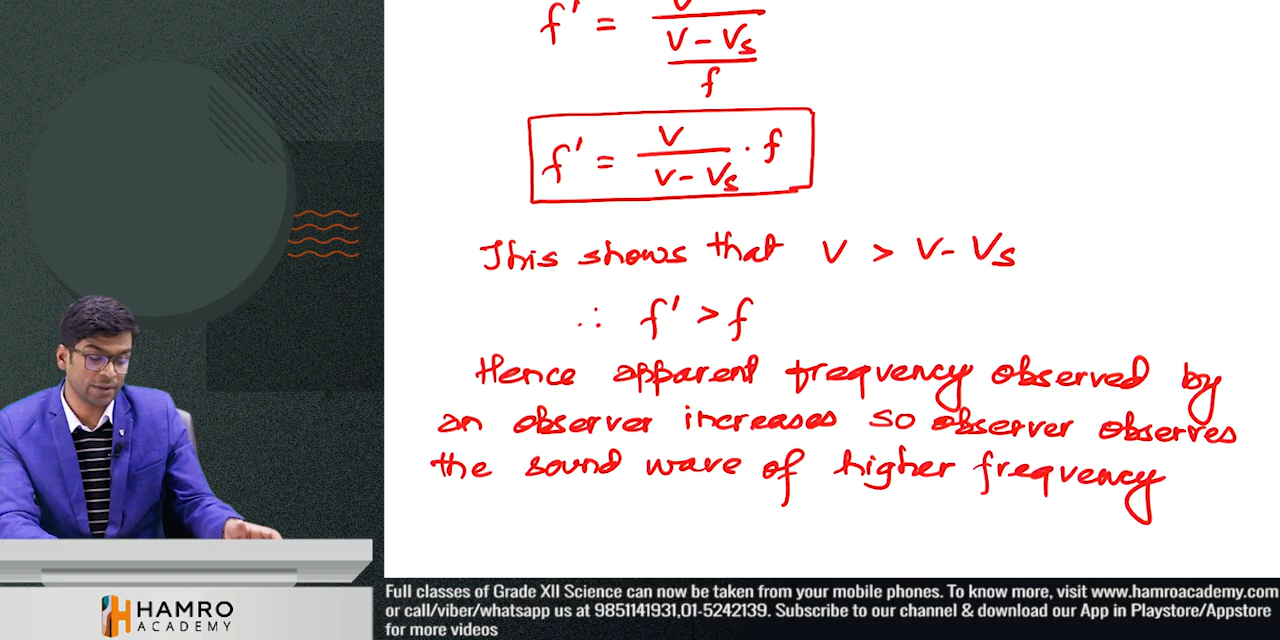 f' = V / (V - Vs / f)
f' = V / (V - Vs) · f
This shows that V > V - Vs
∴ f' > f
Hence apparent frequency observed by
an observer increases so observer observes
the sound wave of higher frequency
HAMRO
ACADEMY
Full classes of Grade XII Science can now be taken from your mobile phones. To know more, visit www.hamroacademy.com
or call/viber/whatsapp us at 9851141931,01-5242139. Subscribe to our channel & download our App in Playstore/Appstore
for more videos